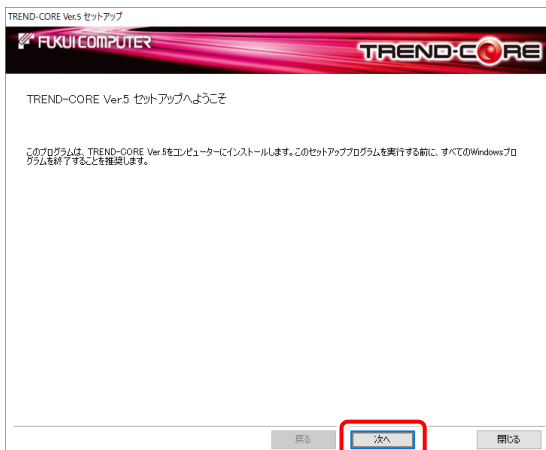 TREND-CORE Ver.5 セットアップ
FUKUI COMPUTER
TREND-CORE
TREND-CORE Ver.5 セットアップへようこそ
このプログラムは、TREND-CORE Ver.5をコンピューターにインストールします。このセットアッププログラムを実行する前に、すべてのWindowsプロ
グラムを終了することを推奨します。
戻る
次へ
閉じる